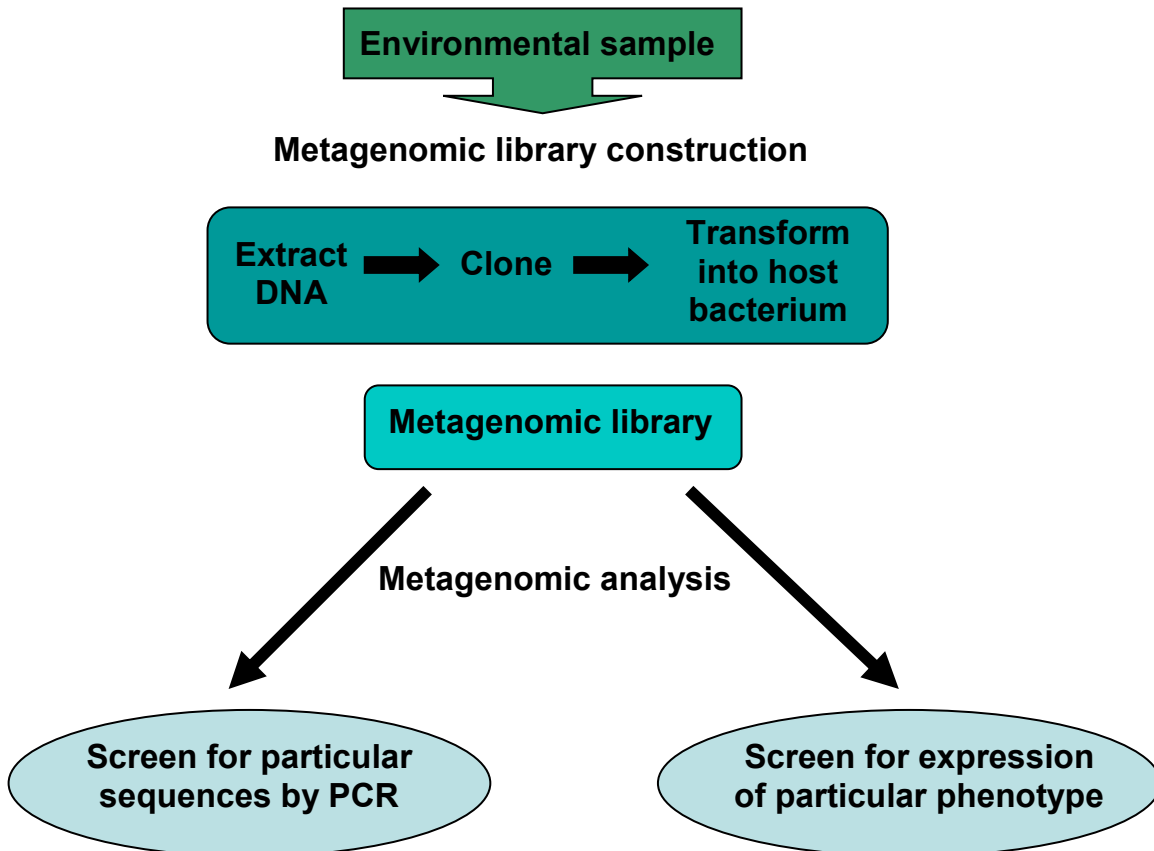 Environmental sample
Metagenomic library construction
Extract
DNA
Clone
Transform
into host
bacterium
Metagenomic library
Metagenomic analysis
Screen for particular
sequences by PCR
Screen for expression
of particular phenotype